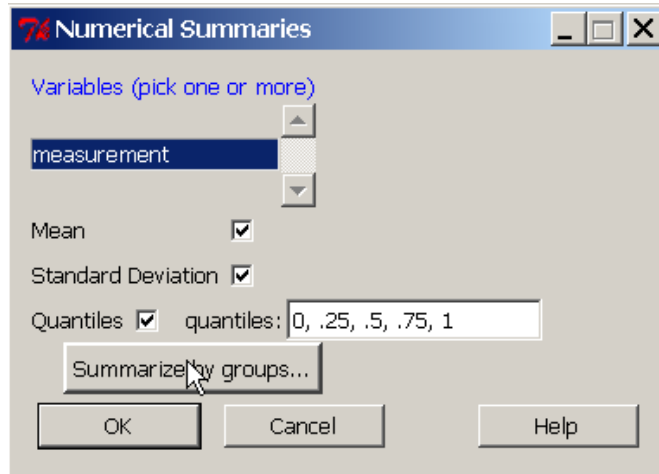 Numerical Summaries
Variables (pick one or more)
measurement
Mean
Standard Deviation
Quantiles quantiles: 0, .25, .5, .75, 1
Summarize by groups...
OK Cancel Help